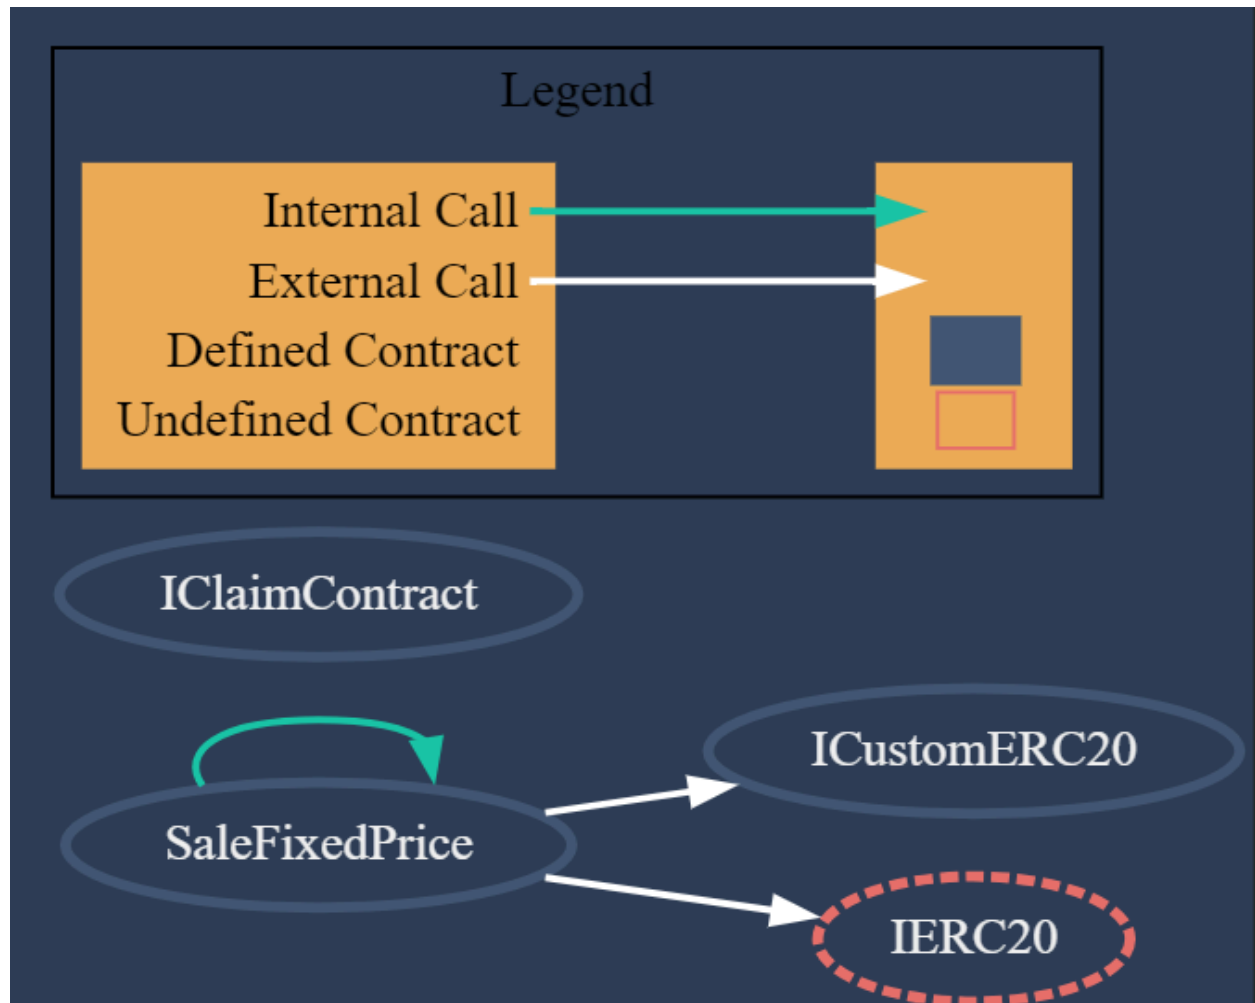 Legend
Internal Call
External Call
Defined Contract
Undefined Contract
IClaimContract
ICustomERC20
SaleFixedPrice
IERC20